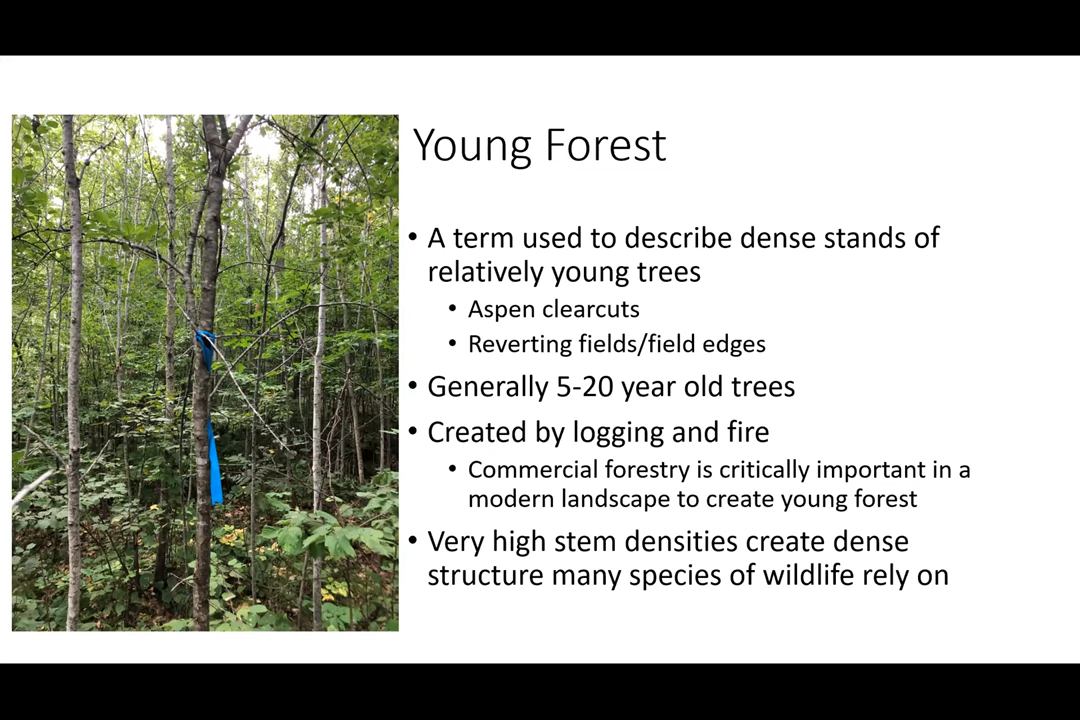 Young Forest
• A term used to describe dense stands of
relatively young trees
• Aspen clearcuts
• Reverting fields/field edges
• Generally 5-20 year old trees
• Created by logging and fire
• Commercial forestry is critically important in a
modern landscape to create young forest
• Very high stem densities create dense
structure many species of wildlife rely on